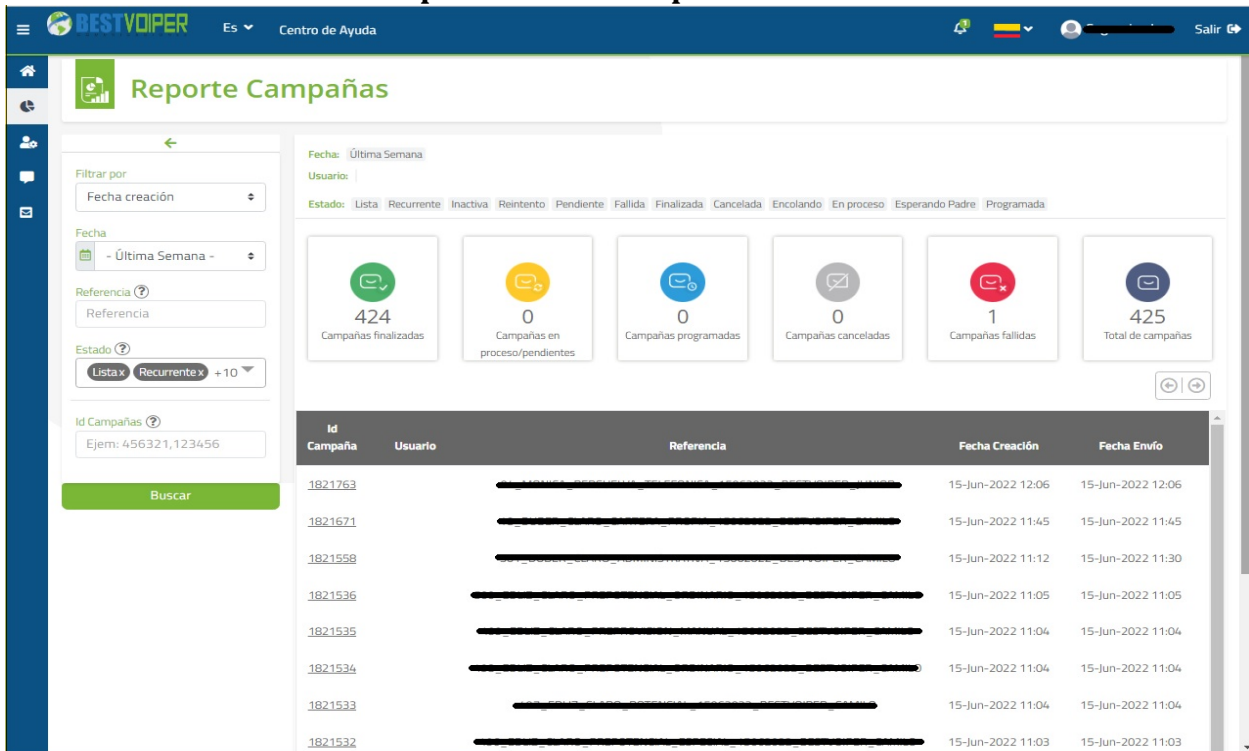 BESTVOIPER Es Centro de Ayuda Salir
Reporte Campañas
Filtrar por
Fecha creación
Fecha
- Última Semana -
Referencia ?
Referencia
Estado ?
Lista x Recurrente x +10
Id Campañas ?
Ejem: 456321,123456
Buscar
Fecha: Última Semana
Usuario:
Estado: Lista Recurrente Inactiva Reintento Pendiente Fallida Finalizada Cancelada Encolando En proceso Esperando Padre Programada
424
Campañas finalizadas
0
Campañas en
proceso/pendientes
0
Campañas programadas
0
Campañas canceladas
1
Campañas fallidas
425
Total de campañas
Id
Campaña Usuario Referencia Fecha Creación Fecha Envío
1821763 15-Jun-2022 12:06 15-Jun-2022 12:06
1821671 15-Jun-2022 11:45 15-Jun-2022 11:45
1821558 15-Jun-2022 11:12 15-Jun-2022 11:30
1821536 15-Jun-2022 11:05 15-Jun-2022 11:05
1821535 15-Jun-2022 11:04 15-Jun-2022 11:04
1821534 15-Jun-2022 11:04 15-Jun-2022 11:04
1821533 15-Jun-2022 11:04 15-Jun-2022 11:04
1821532 15-Jun-2022 11:03 15-Jun-2022 11:03